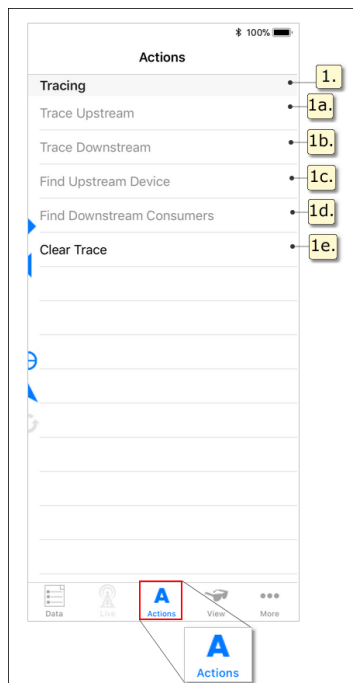 100%
Actions
Tracing
1.
Trace Upstream
1a.
Trace Downstream
1b.
Find Upstream Device
1c.
Find Downstream Consumers
1d.
Clear Trace
1e.
Data
Live
A
Actions
View
More
A
Actions